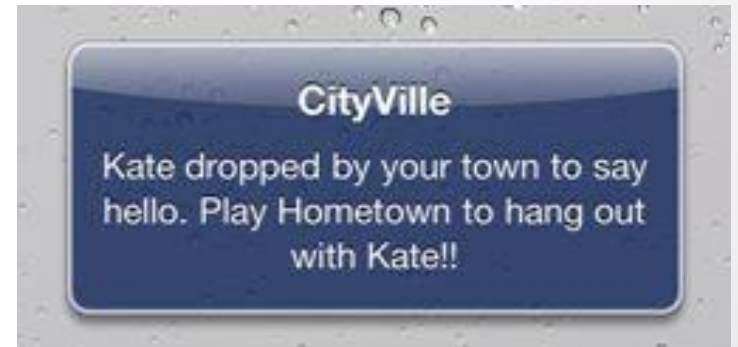 CityVille
Kate dropped by your town to say
hello. Play Hometown to hang out
with Kate!!